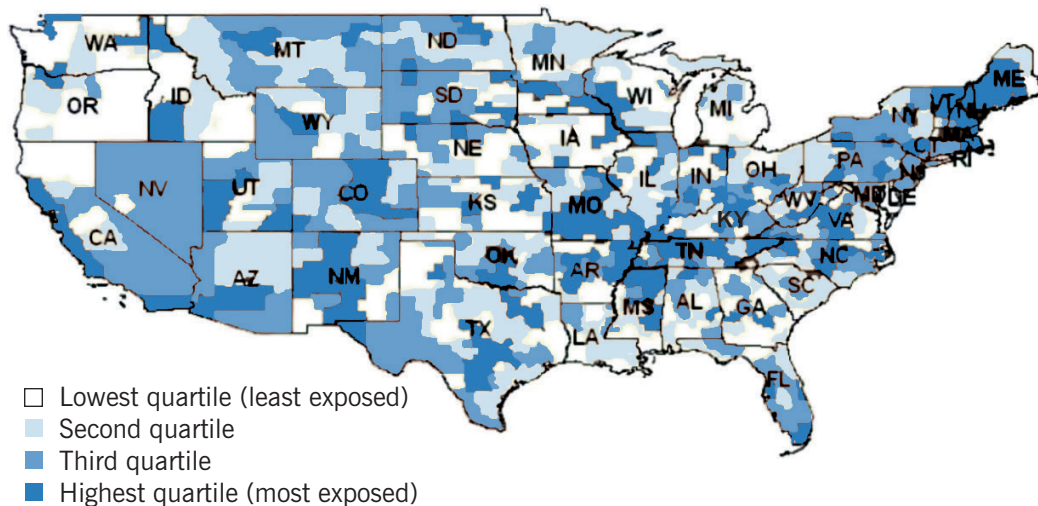 WA
MT
ND
MN
ME
OR
ID
SD
WI
MI
VT
NY
MA
WY
IA
CT
RI
NE
PA
NV
UT
CO
IL
IN
OH
MD
DE
KS
MO
WV
VA
CA
KY
AZ
NM
OK
AR
TN
NC
SC
TX
MS
AL
GA
LA
FL
Lowest quartile (least exposed)
Second quartile
Third quartile
Highest quartile (most exposed)